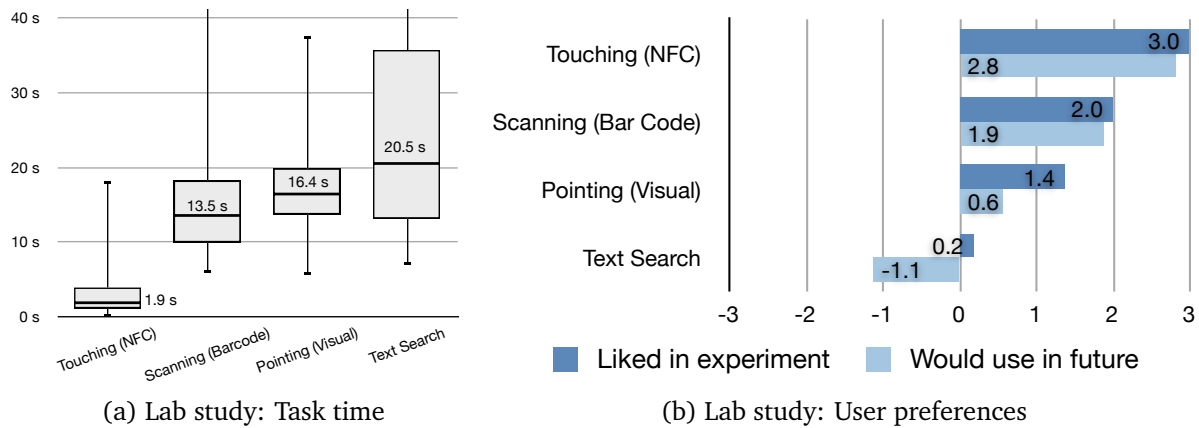 40 s
30 s
20 s
10 s
0 s
1.9 s
13.5 s
16.4 s
20.5 s
Touching (NFC)
Scanning (Barcode)
Pointing (Visual)
Text Search
(a) Lab study: Task time
Touching (NFC)
3.0
2.8
Scanning (Bar Code)
2.0
1.9
Pointing (Visual)
1.4
0.6
Text Search
0.2
-1.1
-3 -2 -1 0 1 2 3
Liked in experiment Would use in future
(b) Lab study: User preferences